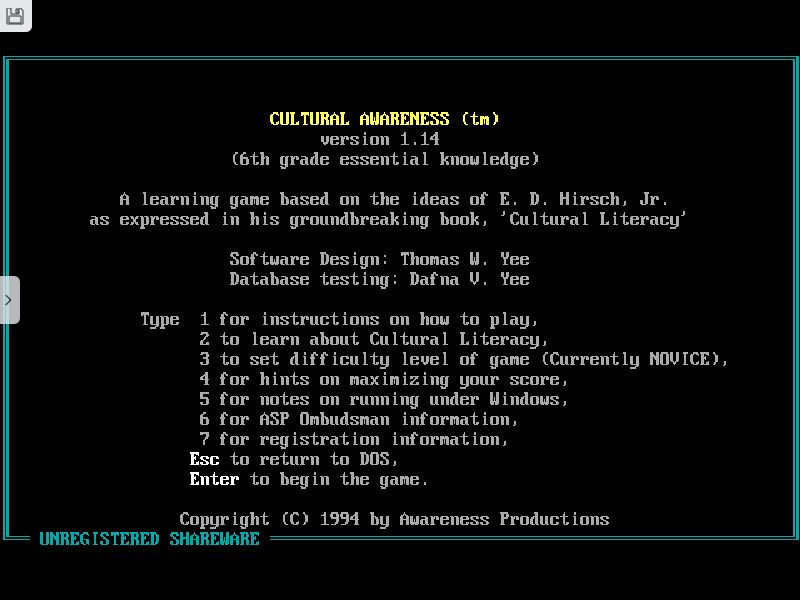 CULTURAL AWARENESS (tm)
version 1.14
(6th grade essential knowledge)
A learning game based on the ideas of E. D. Hirsch, Jr.
as expressed in his groundbreaking book, 'Cultural Literacy'
Software Design: Thomas W. Yee
Database testing: Dafna V. Yee
Type 1 for instructions on how to play,
2 to learn about Cultural Literacy,
3 to set difficulty level of game (Currently NOVICE),
4 for hints on maximizing your score,
5 for notes on running under Windows,
6 for ASP Ombudsman information,
7 for registration information,
Esc to return to DOS,
Enter to begin the game.
Copyright (C) 1994 by Awareness Productions
UNREGISTERED SHAREWARE